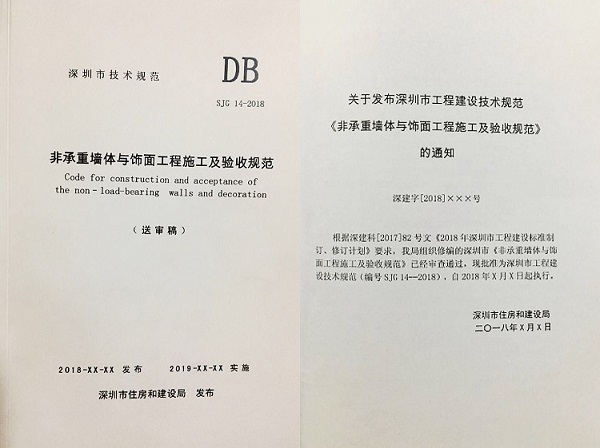 深圳市技术规范
DB
SJG 14-2018
非承重墙体与饰面工程施工及验收规范
Code for construction and acceptance of
the non-load-bearing walls and decoration
（送审稿）
2018-XX-XX 发布 2019-XX-XX 实施
深圳市住房和建设局 发布
关于发布深圳市工程建设技术规范
《非承重墙体与饰面工程施工及验收规范》
的通知
深建字[2018]×××号
根据深建科[2017]82号文《2018年深圳市工程建设标准制
订、修订计划》要求，我局组织修编的深圳市《非承重墙体与饰
面工程施工及验收规范》已经审查通过，现批准为深圳市工程建
设技术规范（编号SJG 14--2018），自2018年X月X日起执行。
深圳市住房和建设局
二〇一八年X月X日